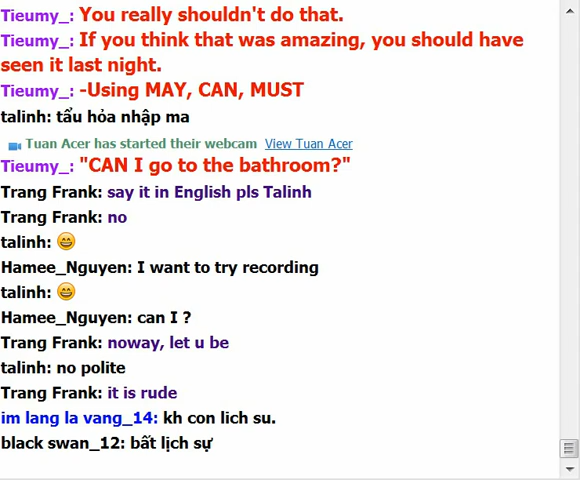 Tieumy_: You really shouldn't do that.
Tieumy_: If you think that was amazing, you should have
seen it last night.
Tieumy_: -Using MAY, CAN, MUST
talinh: tẩu hỏa nhập ma
Tuan Acer has started their webcam View Tuan Acer
Tieumy_: "CAN I go to the bathroom?"
Trang Frank: say it in English pls Talinh
Trang Frank: no
talinh: 😄
Hamee_Nguyen: I want to try recording
talinh: 😄
Hamee_Nguyen: can I ?
Trang Frank: noway, let u be
talinh: no polite
Trang Frank: it is rude
im lang la vang_14: kh con lich su.
black swan_12: bất lịch sự